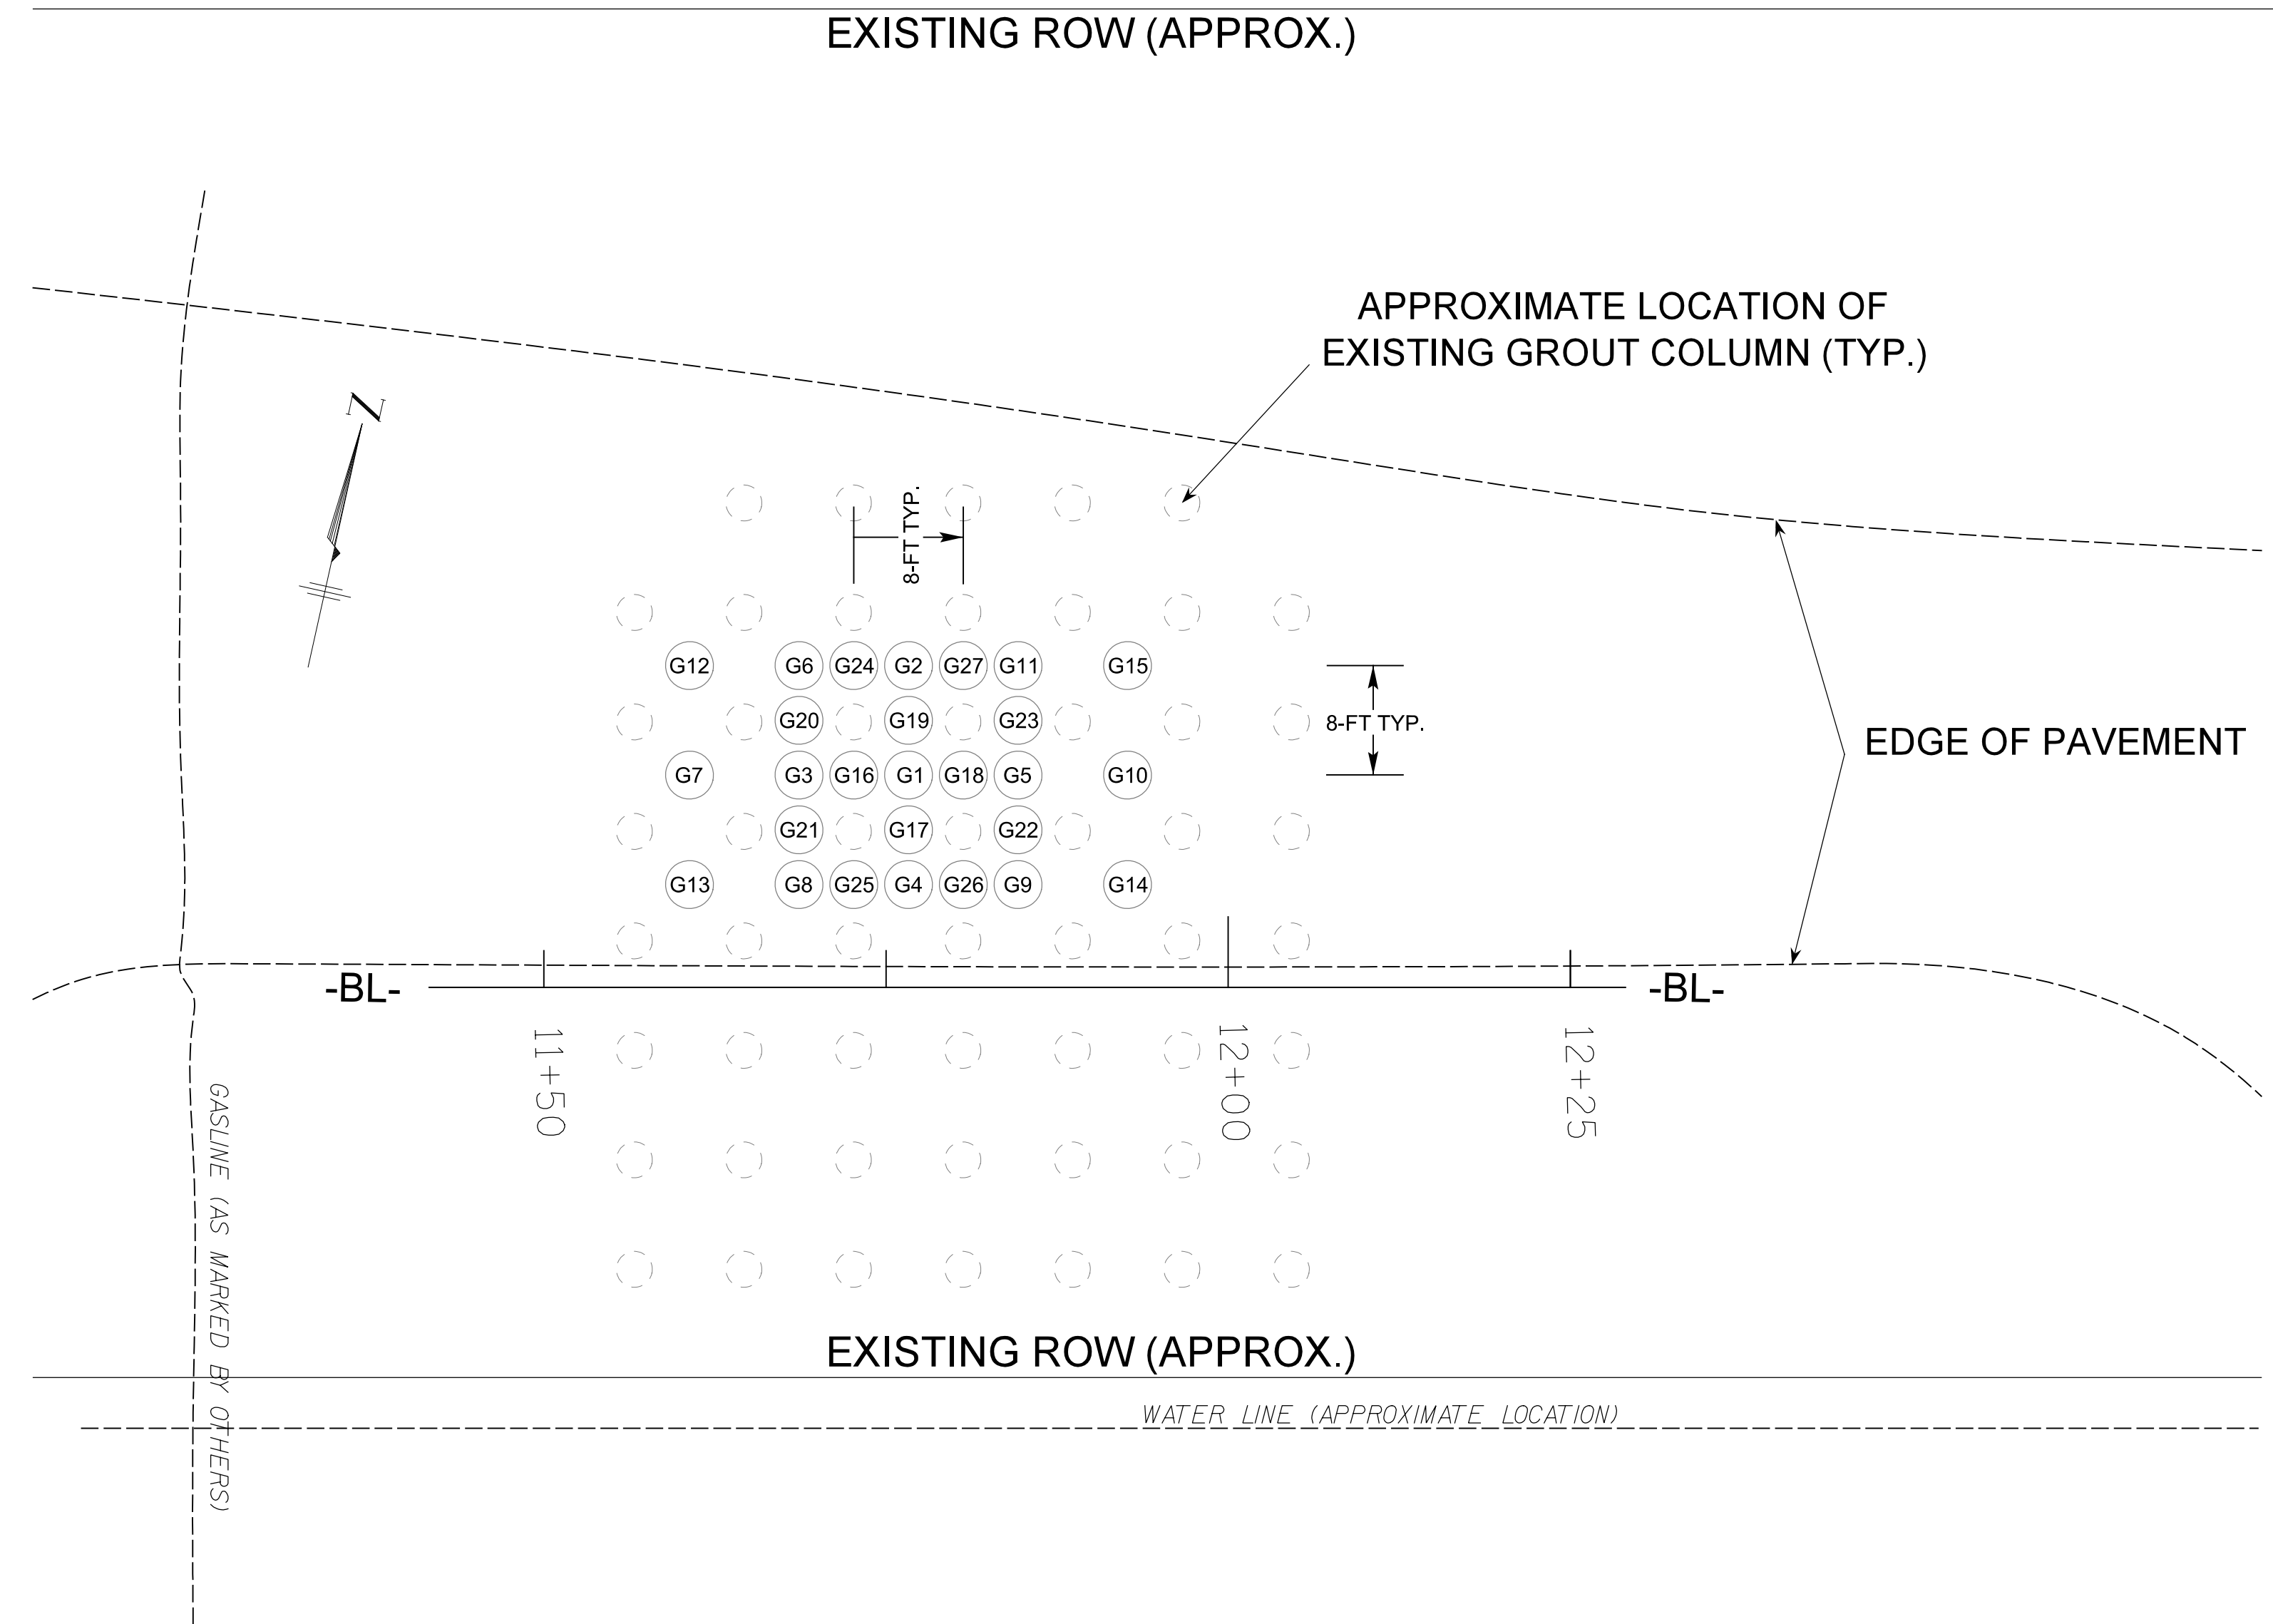 EXISTING ROW (APPROX.)
APPROXIMATE LOCATION OF
EXISTING GROUT COLUMN (TYP.)
N
8-FT TYP.
G12 G6 G24 G2 G27 G11 G15
G20 G19 G23
8-FT TYP.
EDGE OF PAVEMENT
G7 G3 G16 G1 G18 G5 G10
G21 G17 G22
G13 G8 G25 G4 G26 G9 G14
-BL- -BL-
11+50 12+00 12+25
GASLINE (AS MARKED BY OTHERS)
EXISTING ROW (APPROX.)
WATER LINE (APPROXIMATE LOCATION)